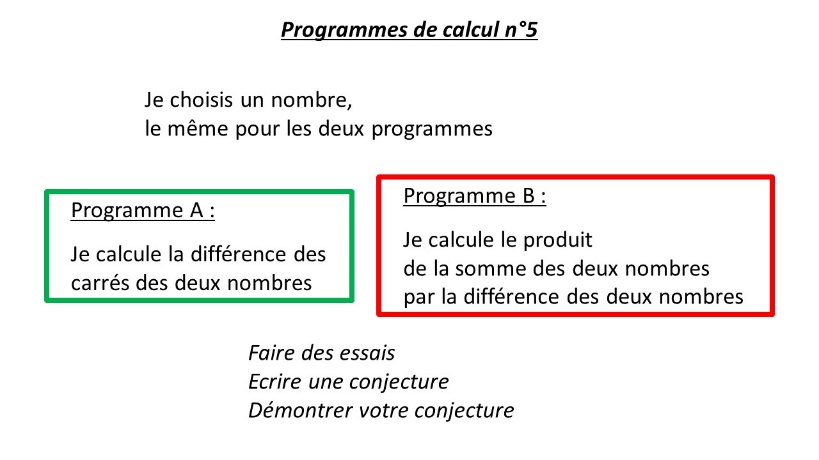 Programmes de calcul n°5
Je choisis un nombre,
le même pour les deux programmes
Programme A :
Je calcule la différence des
carrés des deux nombres
Programme B :
Je calcule le produit
de la somme des deux nombres
par la différence des deux nombres
Faire des essais
Ecrire une conjecture
Démontrer votre conjecture